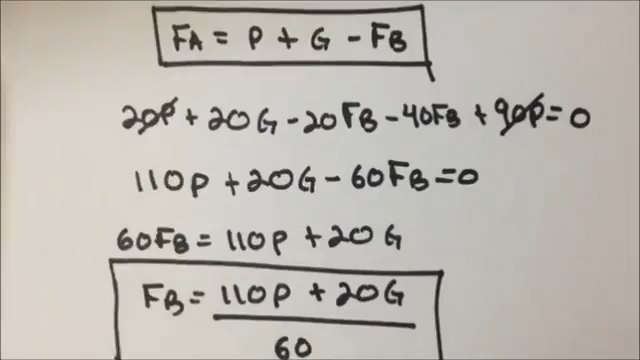 FA = P + G - FB
20P + 20G - 20FB - 40FB + 90P = 0
110P + 20G - 60FB = 0
60FB = 110P + 20G
FB = 110P + 20G
60